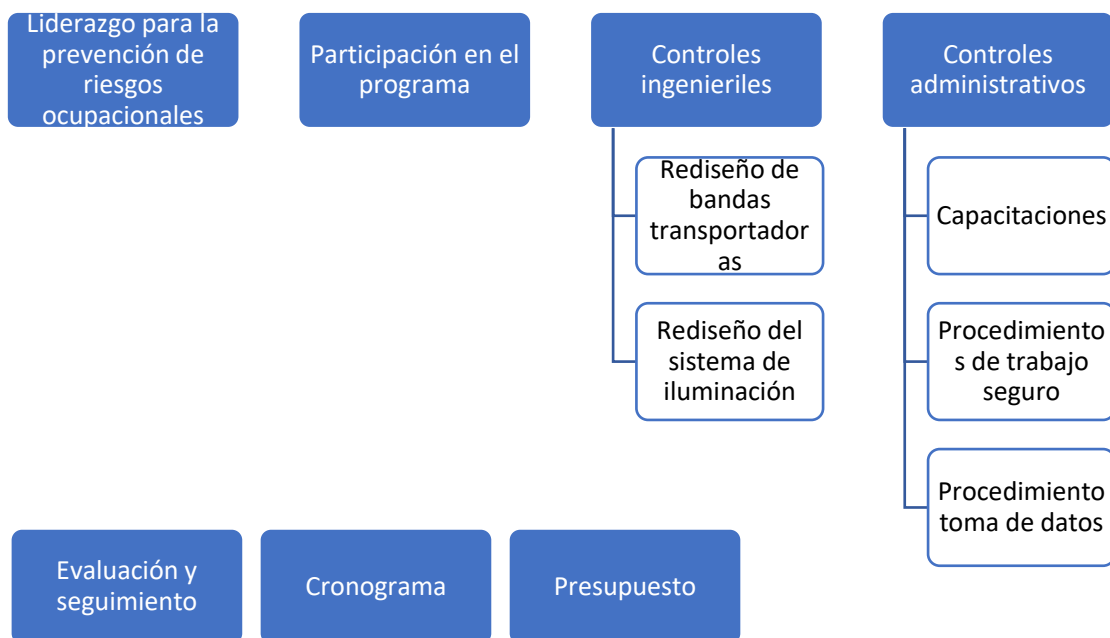 Liderazgo para la
prevención de
riesgos
ocupacionales
Participación en el
programa
Controles
ingenieriles
Controles
administrativos
Rediseño de
bandas
transportador
as
Rediseño del
sistema de
iluminación
Capacitaciones
Procedimiento
s de trabajo
seguro
Procedimiento
toma de datos
Evaluación y
seguimiento
Cronograma
Presupuesto